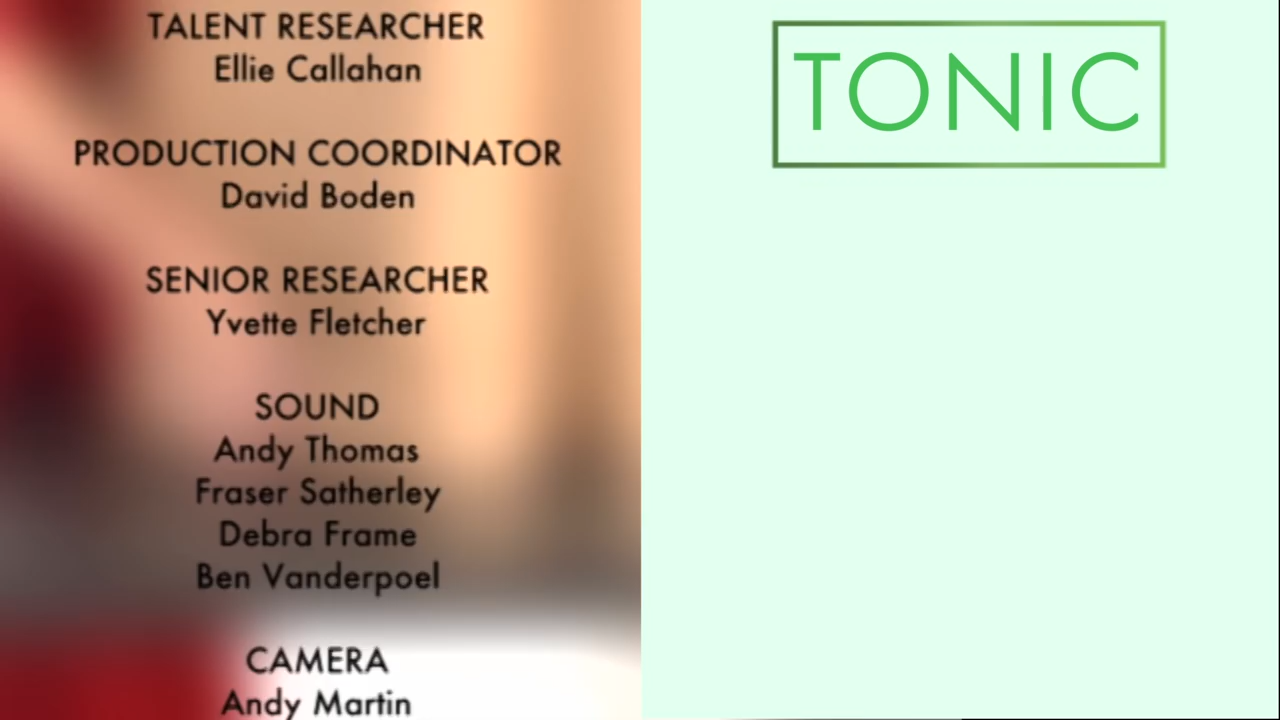 TALENT RESEARCHER
Ellie Callahan
PRODUCTION COORDINATOR
David Boden
SENIOR RESEARCHER
Yvette Fletcher
SOUND
Andy Thomas
Fraser Satherley
Debra Frame
Ben Vanderpoel
CAMERA
Andy Martin
TONIC